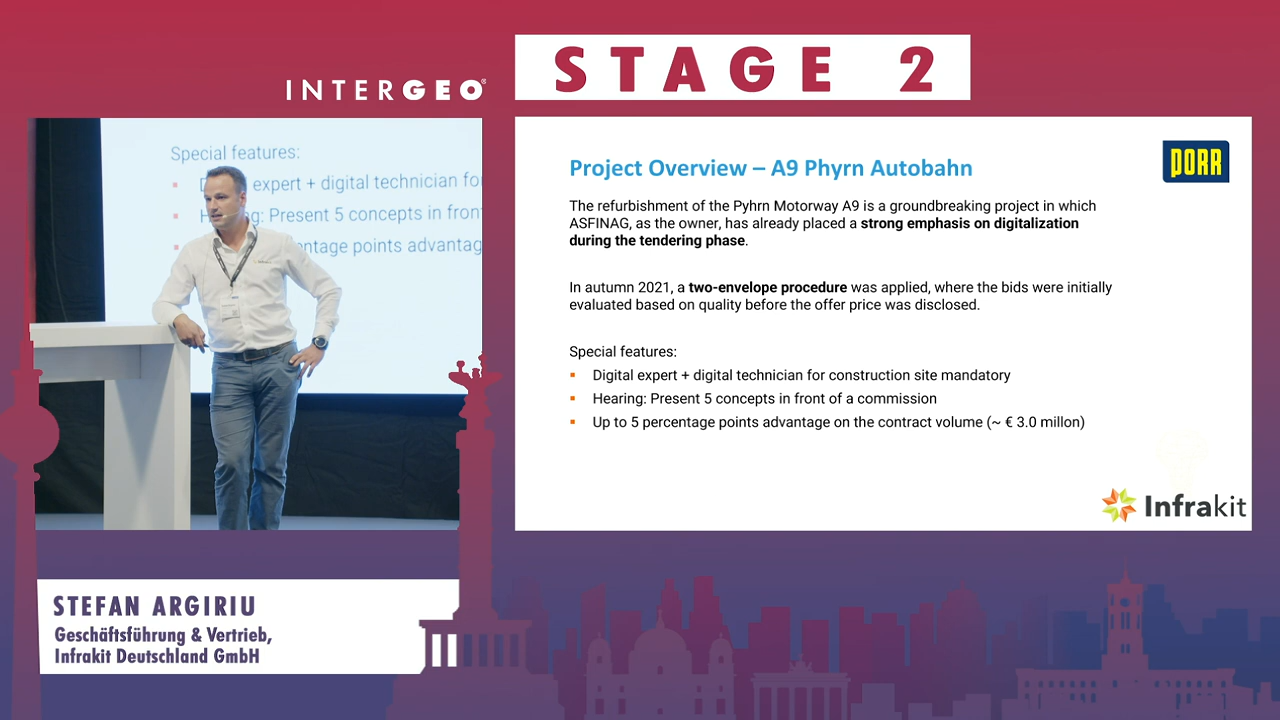 INTERGEO®
STAGE 2
Special features:
expert + digital technician fo
ng: Present 5 concepts in front
entage points advantag
Project Overview – A9 Phyrn Autobahn
PORR
The refurbishment of the Pyhrn Motorway A9 is a groundbreaking project in which
ASFINAG, as the owner, has already placed a strong emphasis on digitalization
during the tendering phase.
In autumn 2021, a two-envelope procedure was applied, where the bids were initially
evaluated based on quality before the offer price was disclosed.
Special features:
▪ Digital expert + digital technician for construction site mandatory
▪ Hearing: Present 5 concepts in front of a commission
▪ Up to 5 percentage points advantage on the contract volume (~ € 3.0 millon)
Infrakit
STEFAN ARGIRIU
Geschäftsführung & Vertrieb,
Infrakit Deutschland GmbH